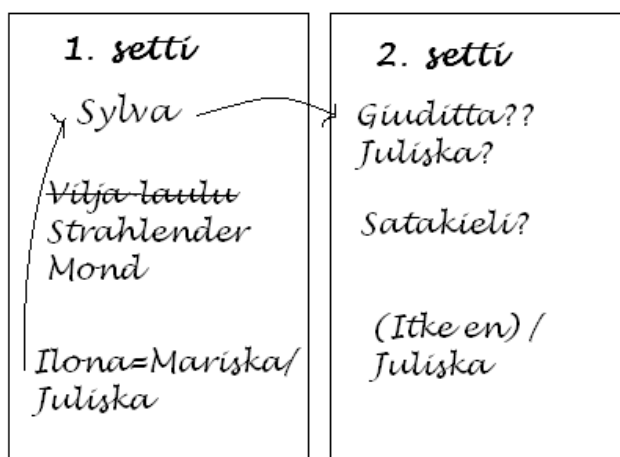 1. setti
Sylva
Vilja-laulu
Strahlender
Mond
Ilona=Mariska/
Juliska
2. setti
Giuditta??
Juliska?
Satakieli?
(Itke en) /
Juliska